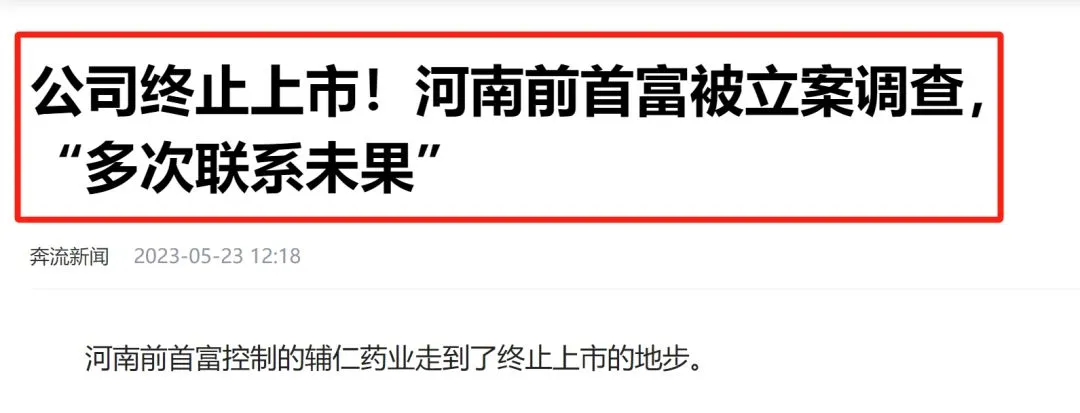 公司终止上市！河南前首富被立案调查，
“多次联系未果”
奔流新闻 2023-05-23 12:18
河南前首富控制的辅仁药业走到了终止上市的地步。